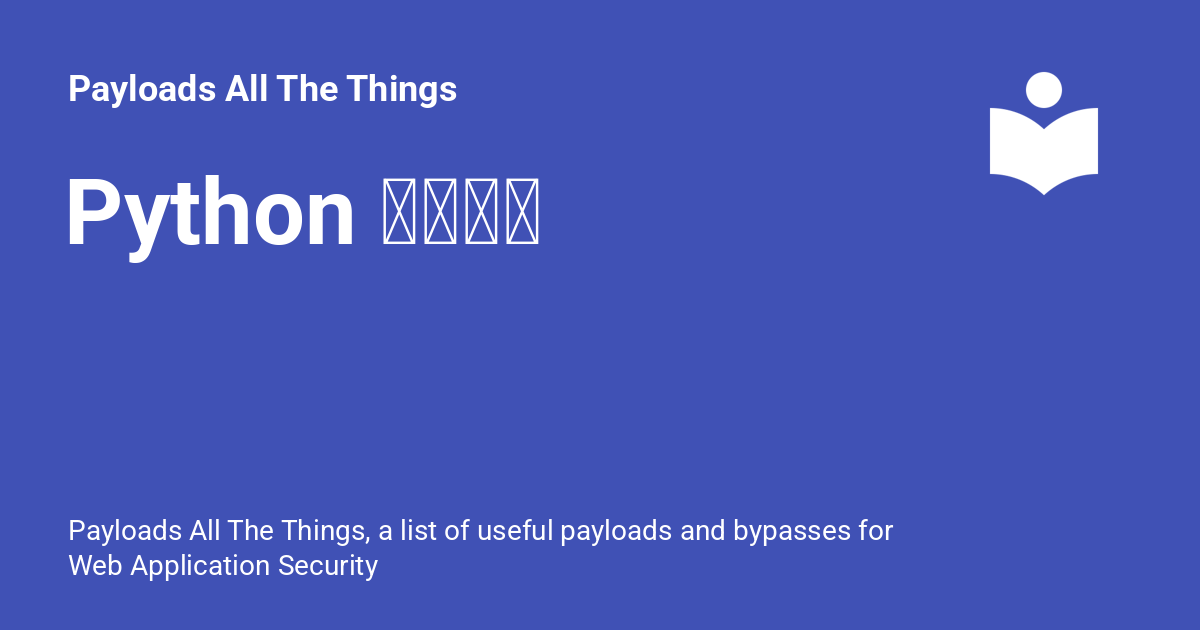 Payloads All The Things
Python
Payloads All The Things, a list of useful payloads and bypasses for
Web Application Security